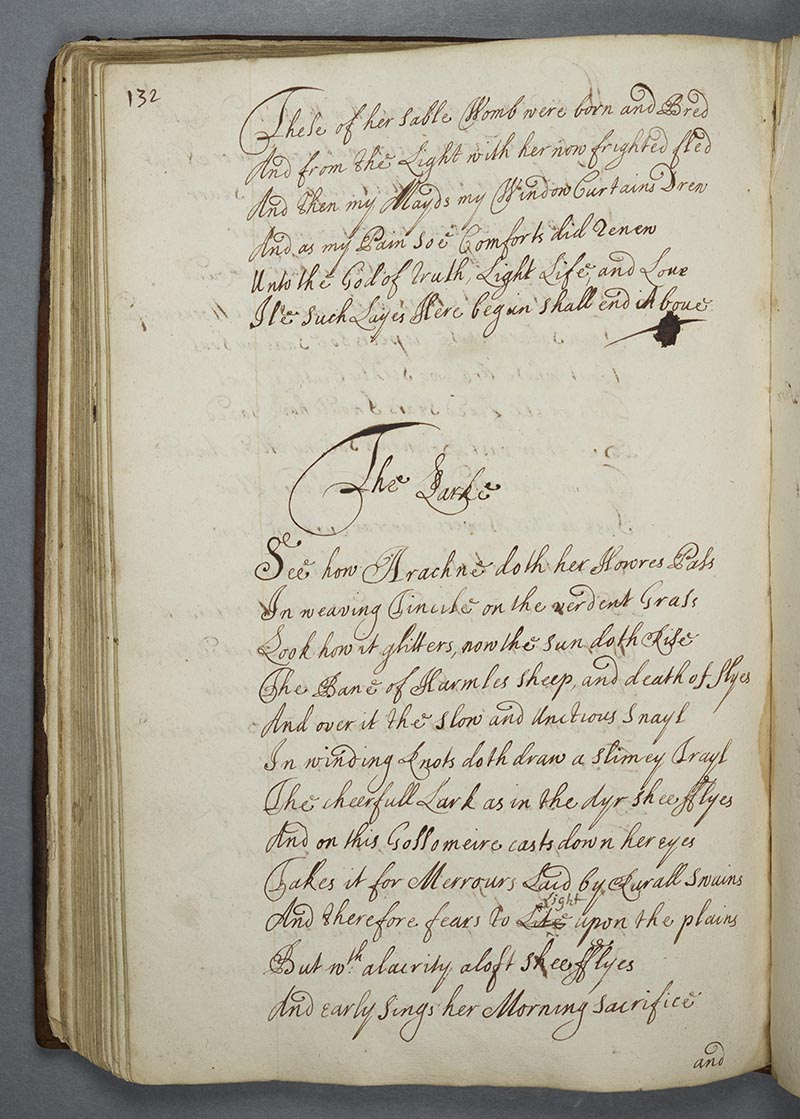 132
These of her sable Womb were born and Bred
And from the Light with her now frighted fled
And then my Mayds my Window Curtains Drew
And as my Pain soe Comforts did Renew
Unto the God of truth, Light Life, and Love
Il'e such Layes Here begin shall end Above
The Larke
See how Arachne doth her Howres Pass
In weaving Tincile on the verdent Grass
Look how it glitters, now the sun doth Rise
The Bane of Harmles sheep, and death of flyes
And over it the slow and Unctious Snayl
In winding Knots doth draw a slimey Trayl
The cheerfull Lark as in the Ayr shee fflyes
And on this Gossomeire casts down her eyes
Takes it for Merrours Laid by Rurall Swains
And therefore fears to Lite Light upon the plains
But wth. alacrity aloft shee fflyes
And early sings her Morning sacrifice
and